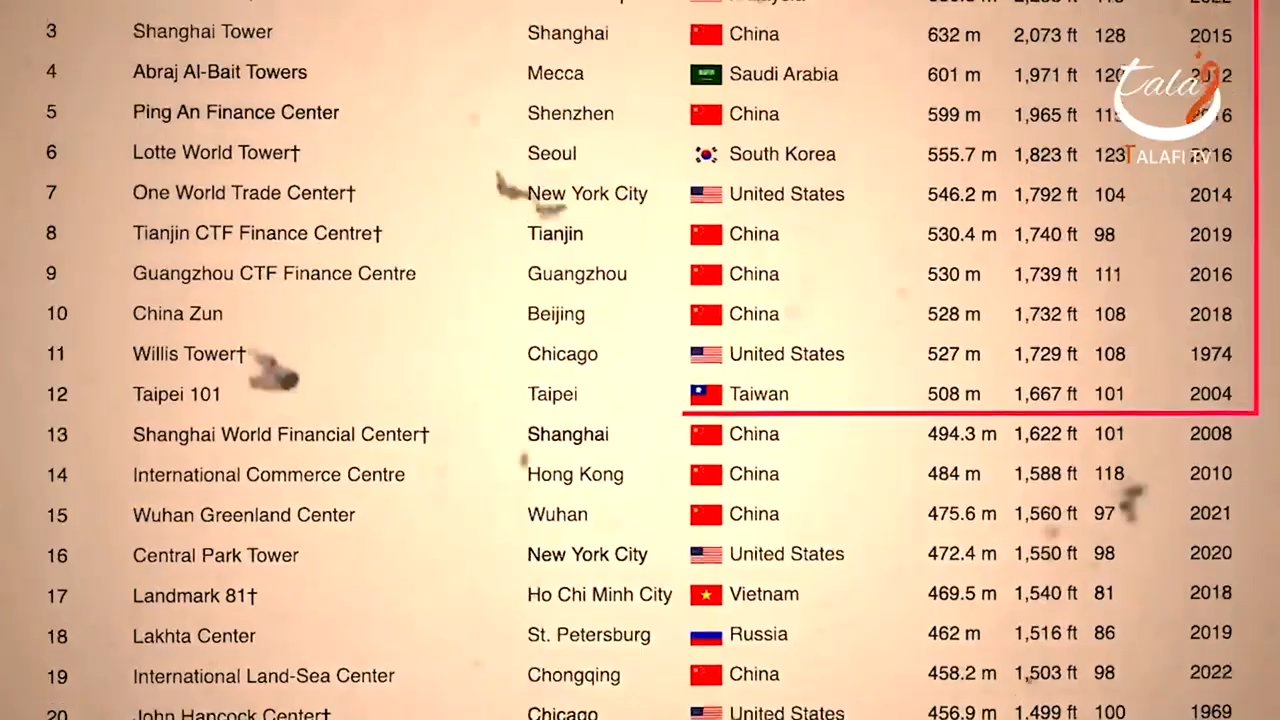 3 Shanghai Tower Shanghai China 632 m 2,073 ft 128 2015
4 Abraj Al-Bait Towers Mecca Saudi Arabia 601 m 1,971 ft 120 2012
5 Ping An Finance Center Shenzhen China 599 m 1,965 ft 115 2016
6 Lotte World Tower† Seoul South Korea 555.7 m 1,823 ft 123 2016
7 One World Trade Center† New York City United States 546.2 m 1,792 ft 104 2014
8 Tianjin CTF Finance Centre† Tianjin China 530.4 m 1,740 ft 98 2019
9 Guangzhou CTF Finance Centre Guangzhou China 530 m 1,739 ft 111 2016
10 China Zun Beijing China 528 m 1,732 ft 108 2018
11 Willis Tower† Chicago United States 527 m 1,729 ft 108 1974
12 Taipei 101 Taipei Taiwan 508 m 1,667 ft 101 2004
13 Shanghai World Financial Center† Shanghai China 494.3 m 1,622 ft 101 2008
14 International Commerce Centre Hong Kong China 484 m 1,588 ft 118 2010
15 Wuhan Greenland Center Wuhan China 475.6 m 1,560 ft 97 2021
16 Central Park Tower New York City United States 472.4 m 1,550 ft 98 2020
17 Landmark 81† Ho Chi Minh City Vietnam 469.5 m 1,540 ft 81 2018
18 Lakhta Center St. Petersburg Russia 462 m 1,516 ft 86 2019
19 International Land-Sea Center Chongqing China 458.2 m 1,503 ft 98 2022
20 John Hancock Center† Chicago United States 456.9 m 1,499 ft 100 1969
tala
TALAFI TV